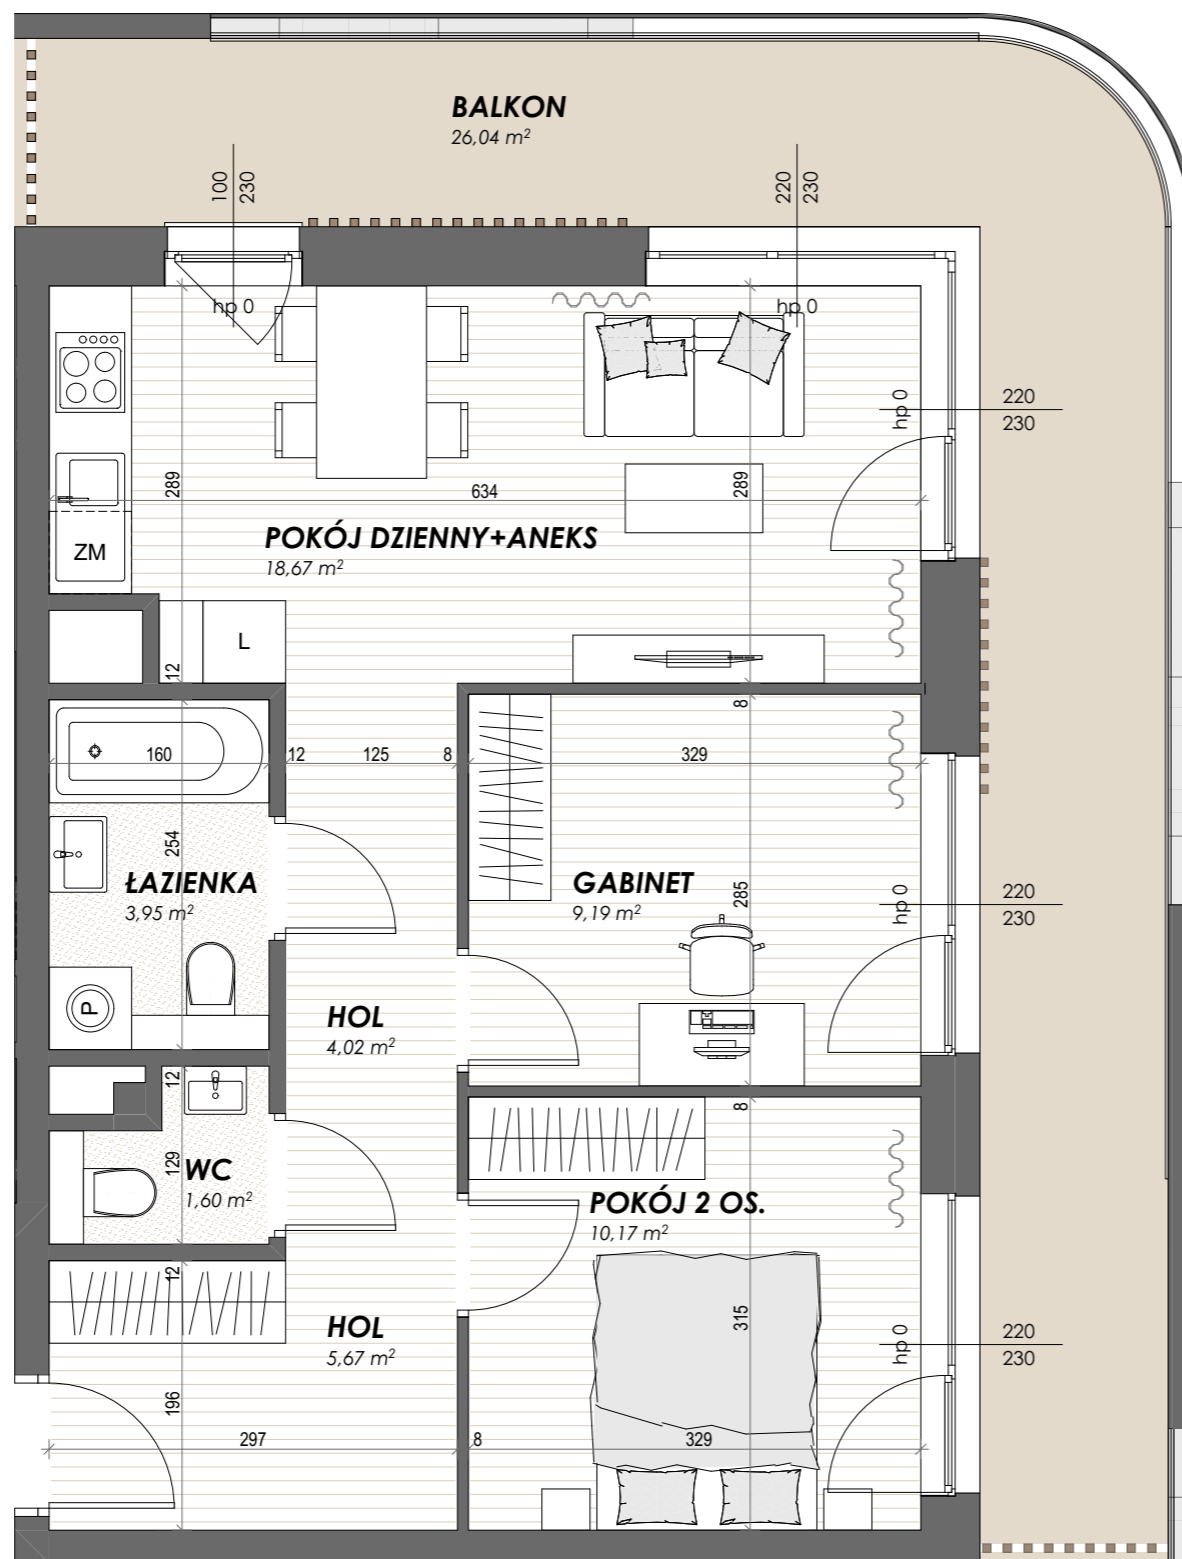 BALKON
26,04 m²
100
230
220
230
hp 0
hp 0
hp 0
220
230
289
634
289
POKÓJ DZIENNY+ANEKS
18,67 m²
ZM
L
12
8
160
12
125
8
329
254
ŁAZIENKA
3,95 m²
GABINET
9,19 m²
285
hp 0
220
230
P
HOL
4,02 m²
12
8
129
WC
1,60 m²
POKÓJ 2 OS.
10,17 m²
12
HOL
5,67 m²
315
hp 0
220
230
196
297
8
329